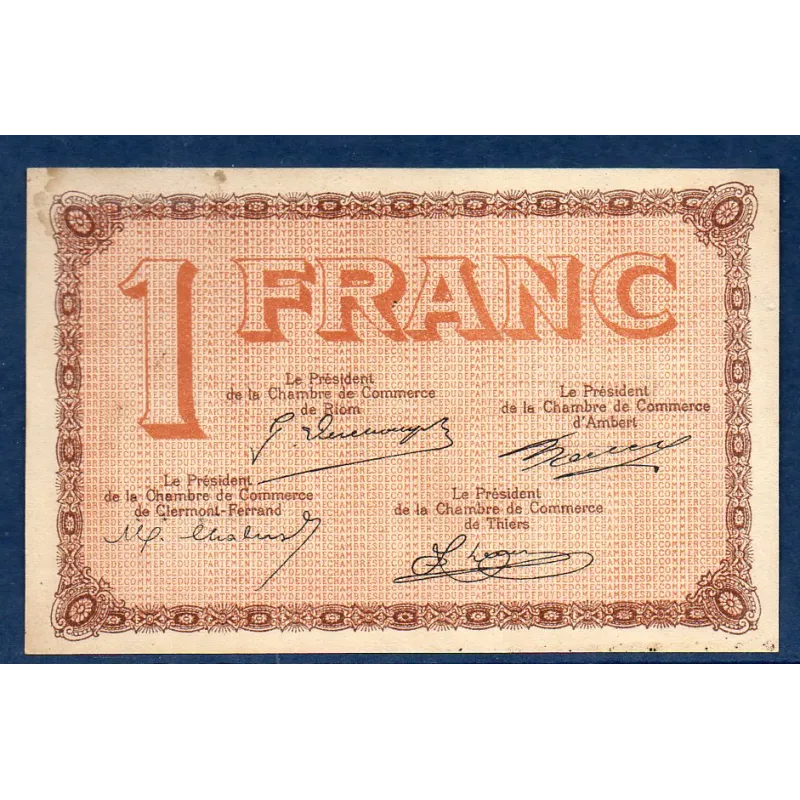 1 FRANC
Le Président
de la Chambre de Commerce
de Riom
Le Président
de la Chambre de Commerce
d'Ambert
Le Président
de la Chambre de Commerce
de Clermont-Ferrand
Le Président
de la Chambre de Commerce
de Thiers